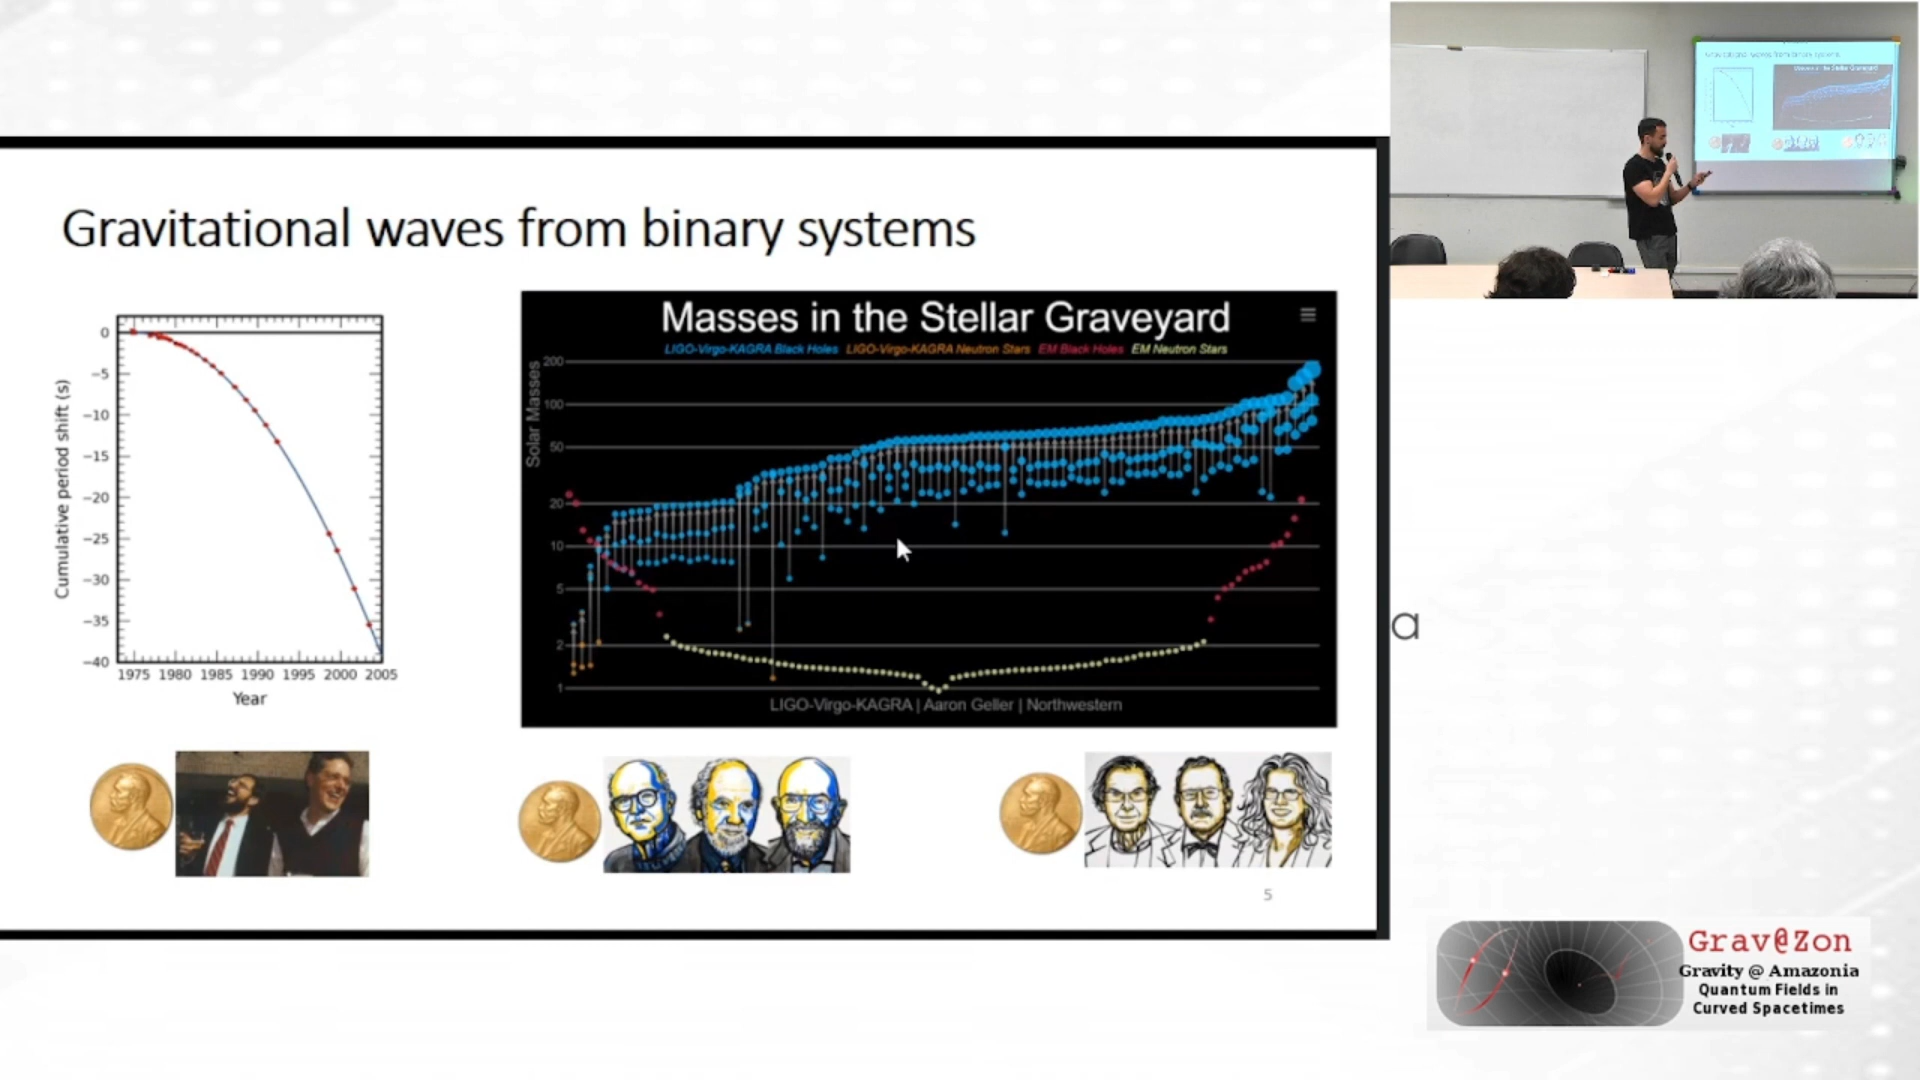 Gravitational waves from binary systems
Cumulative period shift (s)
0
−5
−10
−15
−20
−25
−30
−35
−40
1975 1980 1985 1990 1995 2000 2005
Year
Masses in the Stellar Graveyard
LIGO-Virgo-KAGRA Black Holes LIGO-Virgo-KAGRA Neutron Stars EM Black Holes EM Neutron Stars
Solar Masses
200
100
50
20
10
5
2
1
LIGO-Virgo-KAGRA | Aaron Geller | Northwestern
5
a
Grav@Zon
Gravity @ Amazonia
Quantum Fields in
Curved Spacetimes